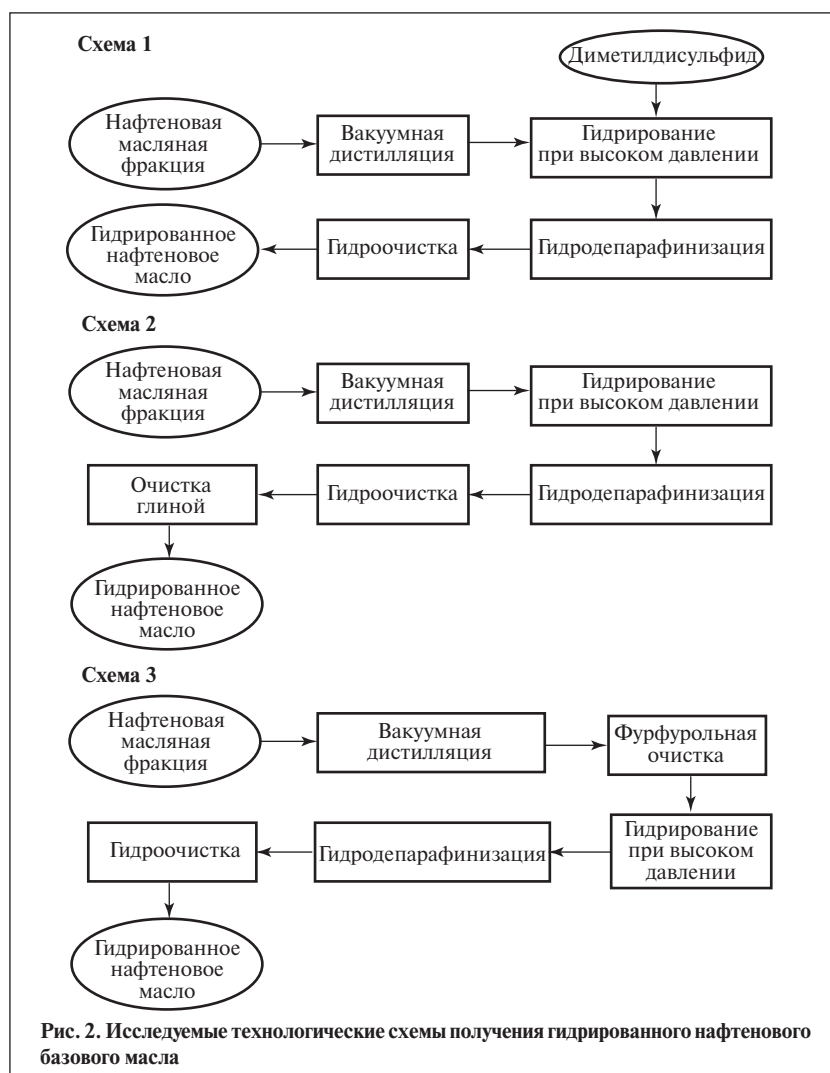 Схема 1
Диметилдисульфид
Нафтеновая
масляная
фракция
Вакуумная
дистилляция
Гидрирование
при высоком давлении
Гидрированное
нафтеновое
масло
Гидроочистка
Гидродепарафинизация
Схема 2
Нафтеновая
масляная
фракция
Вакуумная
дистилляция
Гидрирование
при высоком давлении
Очистка
глиной
Гидроочистка
Гидродепарафинизация
Гидрированное
нафтеновое
масло
Схема 3
Нафтеновая
масляная
фракция
Вакуумная
дистилляция
Фурфурольная
очистка
Гидроочистка
Гидродепарафинизация
Гидрирование
при высоком
давлении
Гидрированное
нафтеновое
масло
Рис. 2. Исследуемые технологические схемы получения гидрированного нафтенового
базового масла